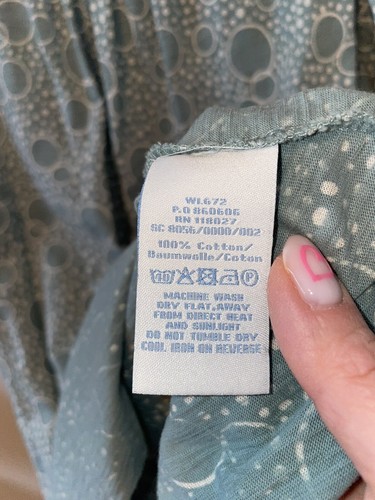 WL672
P.O 860606
RN 118027
SC 8056/0000/002
100% Cotton/
Baumwolle/Coton
40 P
MACHINE WASH
DRY FLAT,AWAY
FROM DIRECT HEAT
AND SUNLIGHT
DO NOT TUMBLE DRY
COOL IRON ON REVERSE